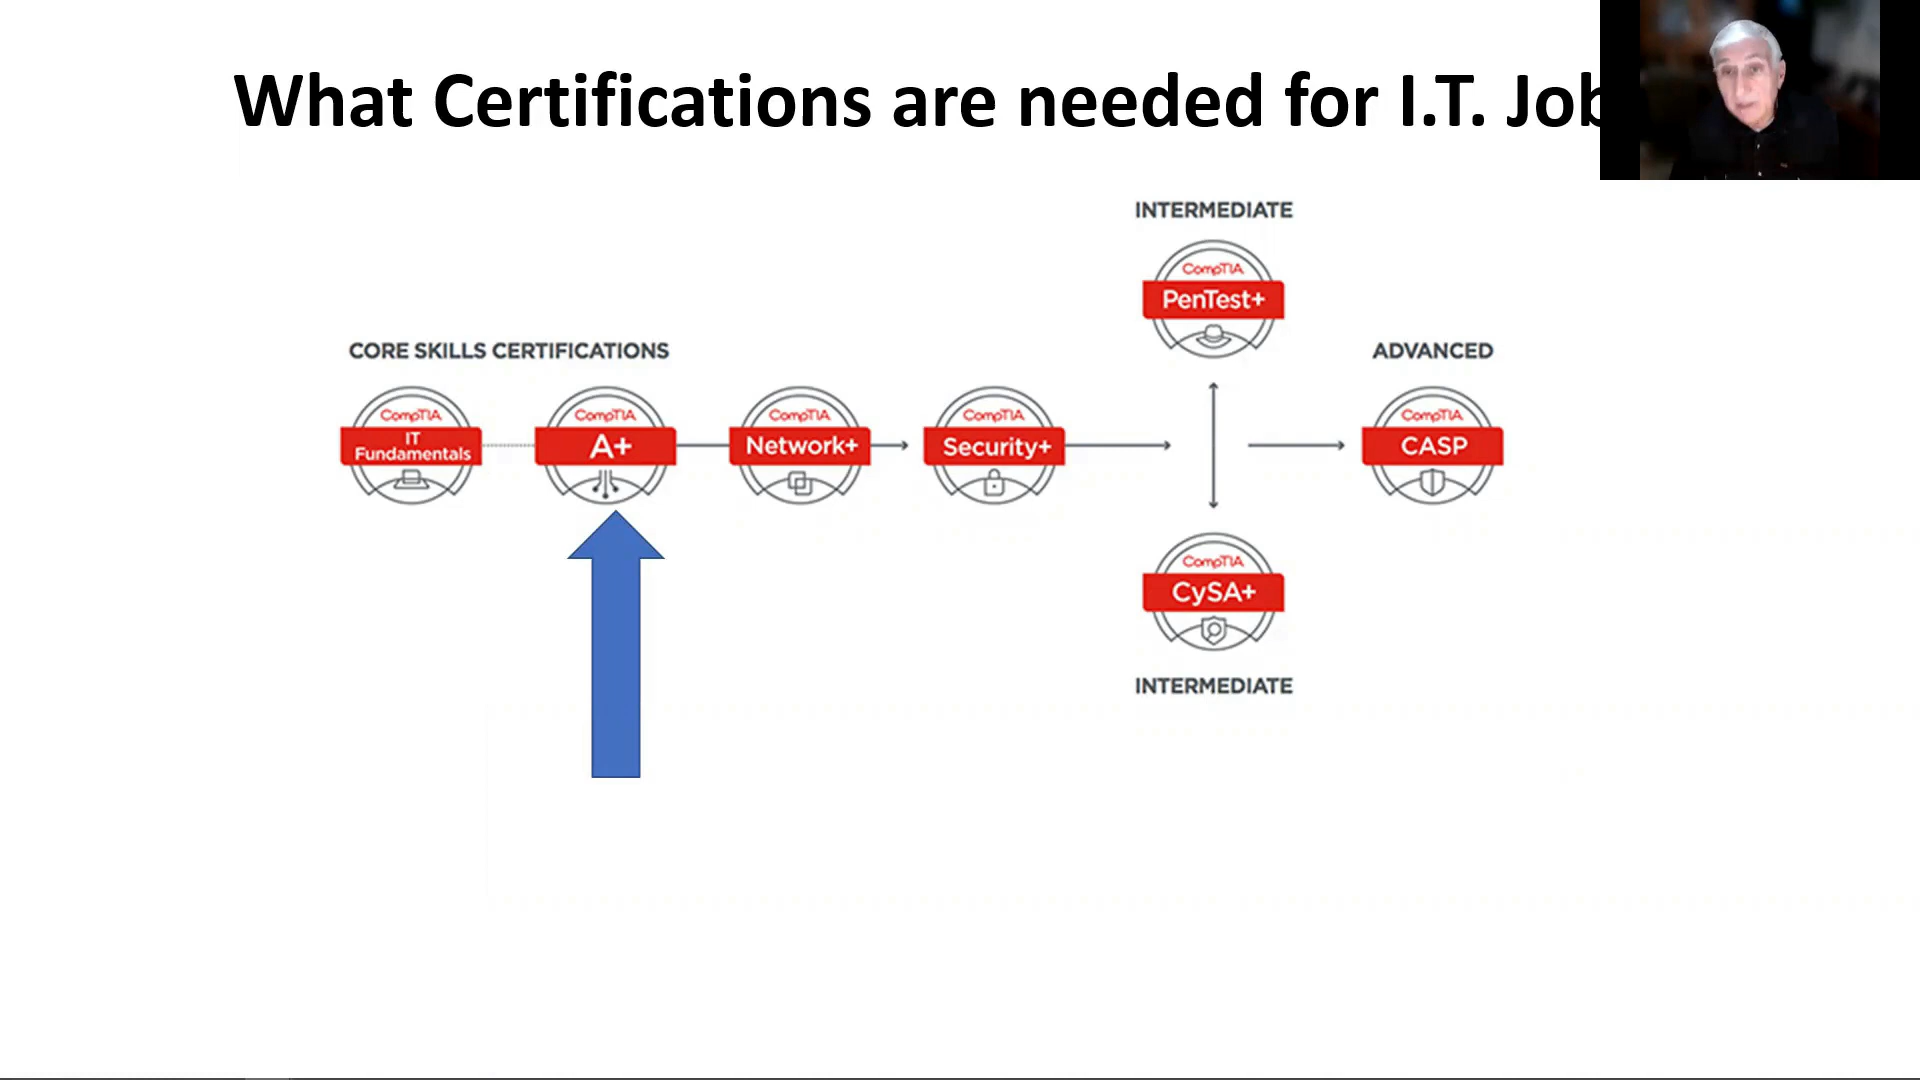 What Certifications are needed for I.T. Job
INTERMEDIATE
CompTIA
PenTest+
CORE SKILLS CERTIFICATIONS
ADVANCED
CompTIA
IT
Fundamentals
CompTIA
A+
CompTIA
Network+
CompTIA
Security+
CompTIA
CASP
CompTIA
CySA+
INTERMEDIATE